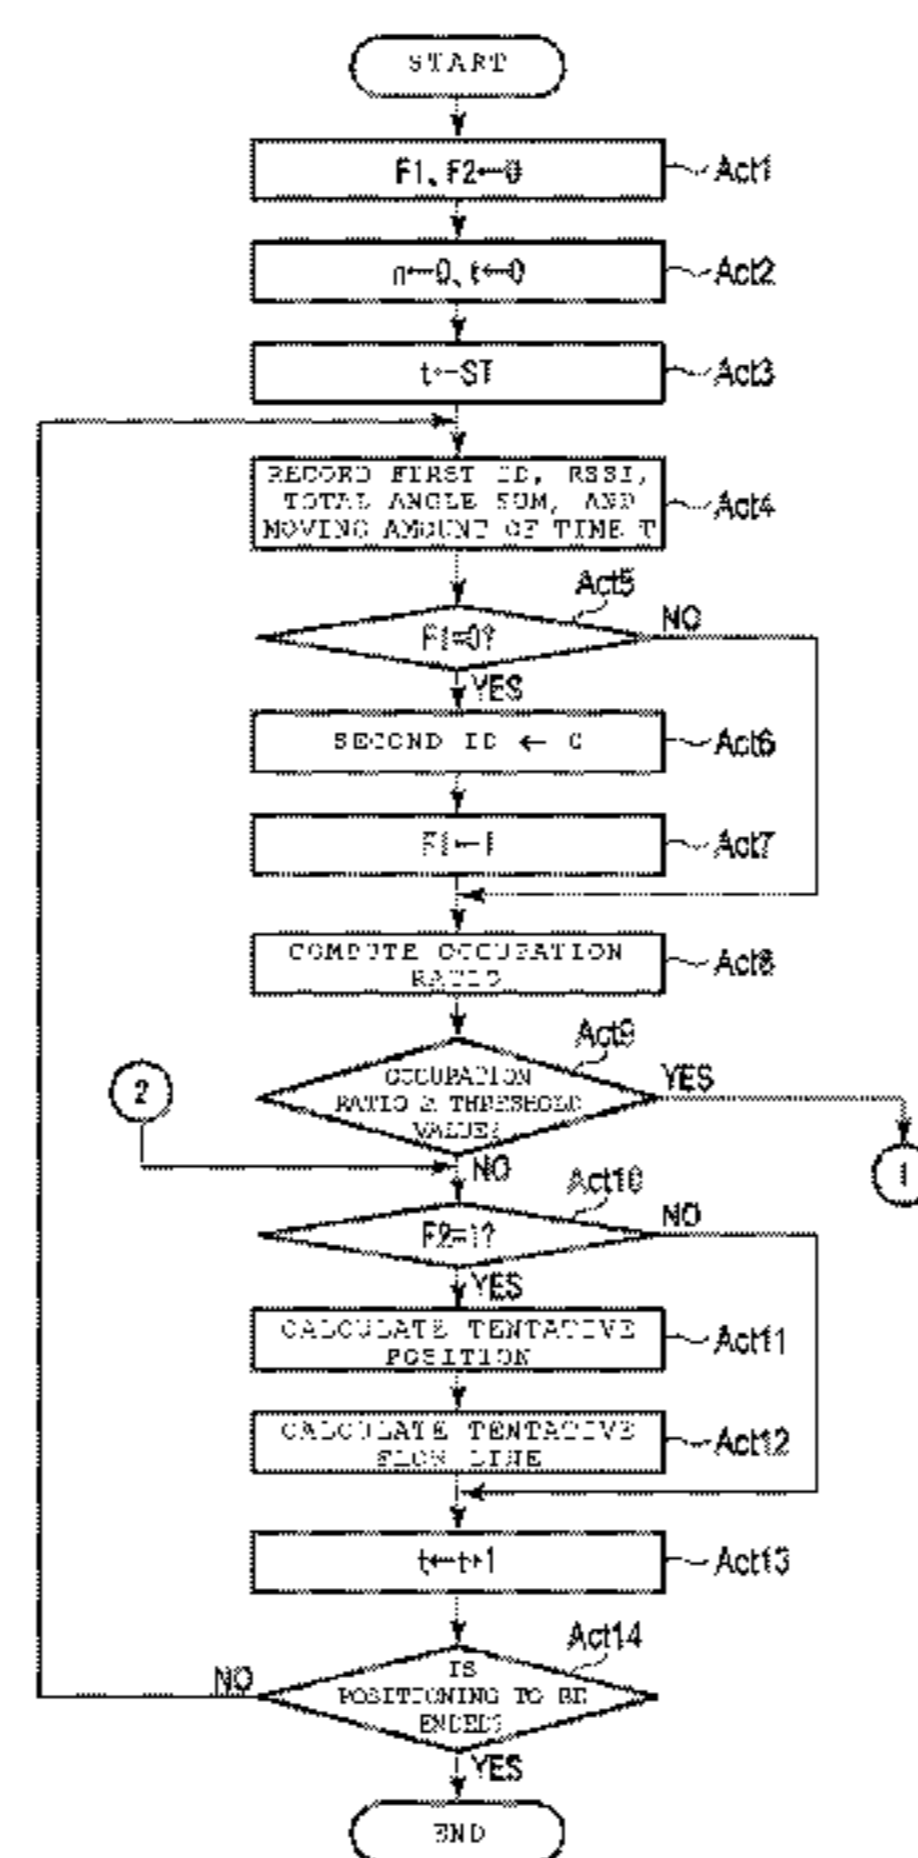 START
F1、F2←0
Act1
n←0、t←0
Act2
t←ST
Act3
RECORD FIRST ID, RSSI,
TOTAL ANGLE SUM, AND
MOVING AMOUNT OF TIME T
Act4
Act5
F1=0?
NO
YES
SECOND ID ← C
Act6
F1←1
Act7
COMPUTE OCCUPATION
RATIO
Act8
Act9
OCCUPATION
RATIO ≥ THRESHOLD
VALUE?
YES
2
1
NO
Act10
F2=1?
NO
YES
CALCULATE TENTATIVE
POSITION
Act11
CALCULATE TENTATIVE
FLOW LINE
Act12
t←t+1
Act13
Act14
IS
POSITIONING TO BE
ENDED?
NO
YES
END